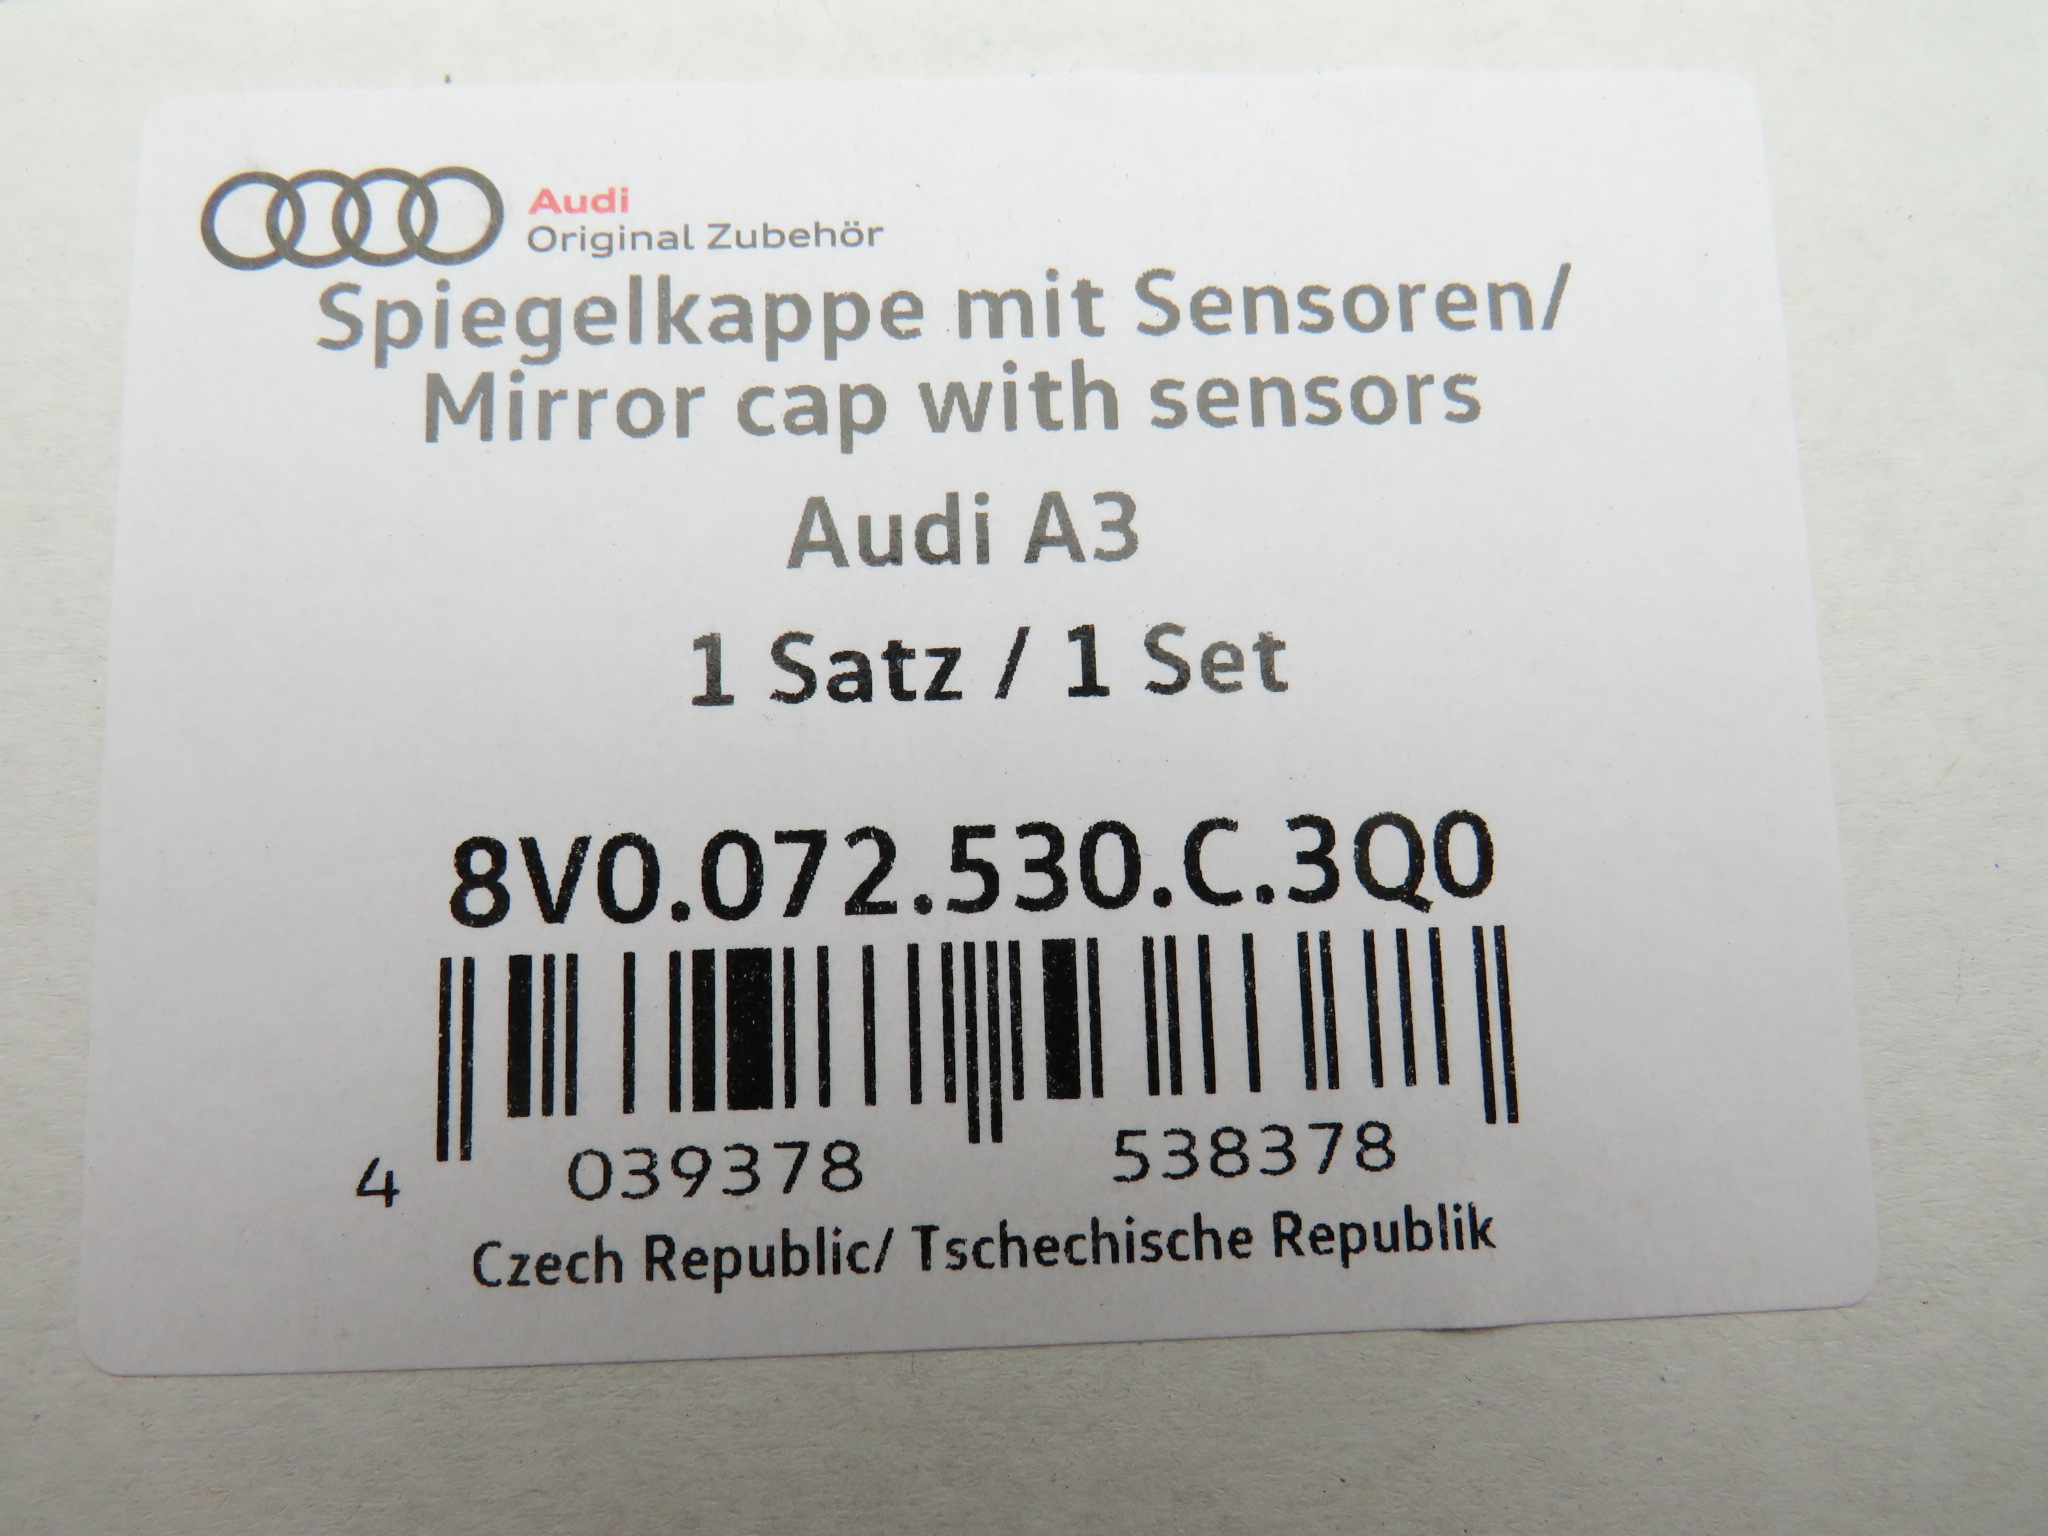 Audi
Original Zubehör
Spiegelkappe mit Sensoren/
Mirror cap with sensors
Audi A3
1 Satz / 1 Set
8V0.072.530.C.3Q0
4 039378 538378
Czech Republic/ Tschechische Republik